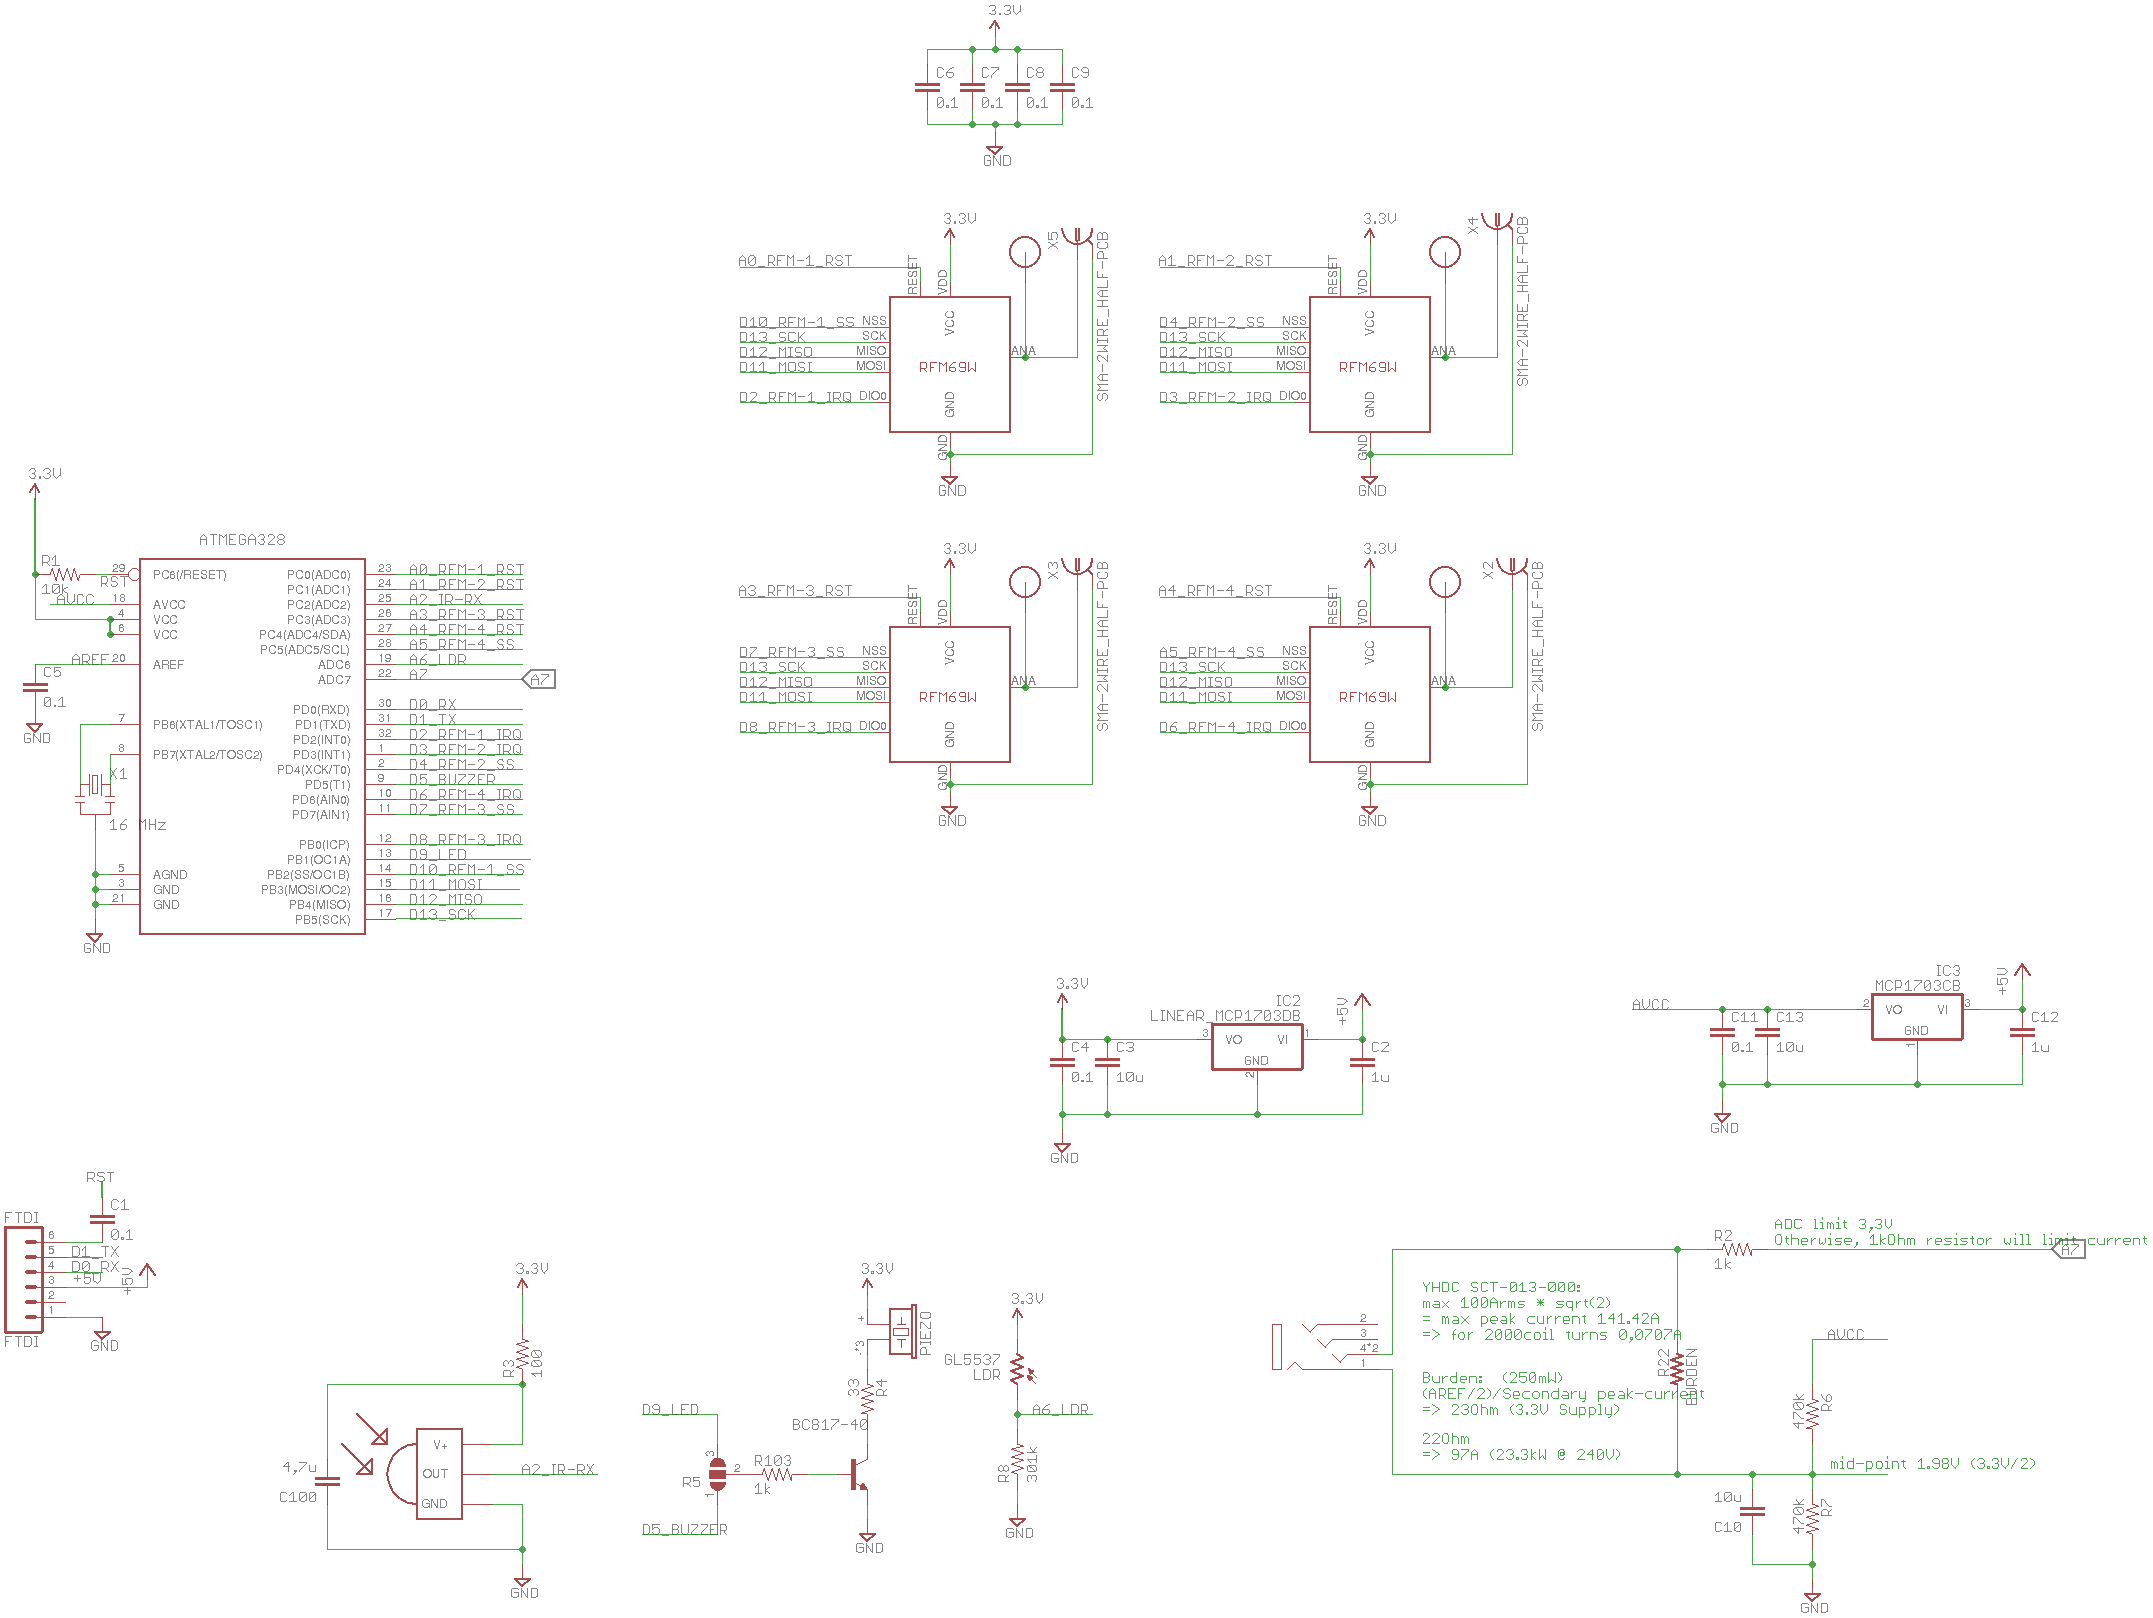 3.3V
C6
C7
C8
C9
0.1
0.1
0.1
0.1
GND
3.3V
X5
SMA-2WIRE_HALF-PCB
A0_RFM-1_RST
RESET
VDD
VCC
D10_RFM-1_SS NSS
D13_SCK SCK
D12_MISO MISO
D11_MOSI MOSI
D2_RFM-1_IRQ DIO0
RFM69W
ANA
GND
GND
GND
3.3V
X4
SMA-2WIRE_HALF-PCB
A1_RFM-2_RST
RESET
VDD
VCC
D4_RFM-2_SS NSS
D13_SCK SCK
D12_MISO MISO
D11_MOSI MOSI
D3_RFM-2_IRQ DIO0
RFM69W
ANA
GND
GND
GND
3.3V
X3
SMA-2WIRE_HALF-PCB
A3_RFM-3_RST
RESET
VDD
VCC
D7_RFM-3_SS NSS
D13_SCK SCK
D12_MISO MISO
D11_MOSI MOSI
D8_RFM-3_IRQ DIO0
RFM69W
ANA
GND
GND
GND
3.3V
X2
SMA-2WIRE_HALF-PCB
A4_RFM-4_RST
RESET
VDD
VCC
A5_RFM-4_SS NSS
D13_SCK SCK
D12_MISO MISO
D11_MOSI MOSI
D6_RFM-4_IRQ DIO0
RFM69W
ANA
GND
GND
GND
3.3V
ATMEGA328
R1
10k
RST
29 PC6(/RESET)
AVCC 18 AVCC
4 VCC
6 VCC
AREF 20 AREF
C5
0.1
GND
7 PB6(XTAL1/TOSC1)
8 PB7(XTAL2/TOSC2)
X1
16 MHz
5 AGND
3 GND
21 GND
GND
PC0(ADC0) 23 A0_RFM-1_RST
PC1(ADC1) 24 A1_RFM-2_RST
PC2(ADC2) 25 A2_IR-RX
PC3(ADC3) 26 A3_RFM-3_RST
PC4(ADC4/SDA) 27 A4_RFM-4_RST
PC5(ADC5/SCL) 28 A5_RFM-4_SS
ADC6 19 A6_LDR
ADC7 22 A7 A7
PD0(RXD) 30 D0_RX
PD1(TXD) 31 D1_TX
PD2(INT0) 32 D2_RFM-1_IRQ
PD3(INT1) 1 D3_RFM-2_IRQ
PD4(XCK/T0) 2 D4_RFM-2_SS
PD5(T1) 9 D5_BUZZER
PD6(AIN0) 10 D6_RFM-4_IRQ
PD7(AIN1) 11 D7_RFM-3_SS
PB0(ICP) 12 D8_RFM-3_IRQ
PB1(OC1A) 13 D9_LED
PB2(SS/OC1B) 14 D10_RFM-1_SS
PB3(MOSI/OC2) 15 D11_MOSI
PB4(MISO) 16 D12_MISO
PB5(SCK) 17 D13_SCK
3.3V
IC2
LINEAR_MCP1703DB
+5V
3 VO VI 1
GND
2
C4
0.1
C3
10u
C2
1u
GND
AVCC
IC3
MCP1703CB
+5V
2 VO VI 3
GND
1
C11
0.1
C13
10u
C12
1u
GND
RST
C1
0.1
FTDI
6
5 D1_TX
4 D0_RX
3 +5V
2
1
+5V
FTDI
GND
3.3V
R3
100
V+
OUT
GND
A2_IR-RX
4,7u
C100
GND
3.3V
+
-*3
PIEZO
33
R4
BC817-40
D9_LED
3
R5
2
1
R103
1k
D5_BUZZER
GND
3.3V
GL5537
LDR
A6_LDR
R8
301k
GND
R2
1k
ADC limit 3,3V
Otherwise, 1kOhm resistor will limit current
A7
YHDC SCT-013-000:
max 100Arms * sqrt(2)
= max peak current 141.42A
=> for 2000coil turns 0,0707A
2
3
4*2
1
Burden: (250mW)
(AREF/2)/Secondary peak-current
=> 23Ohm (3.3V Supply)
22Ohm
=> 97A (23.3kW @ 240V)
R22
BURDEN
AVCC
470k
R6
mid-point 1.98V (3.3V/2)
10u
C10
470k
R7
GND